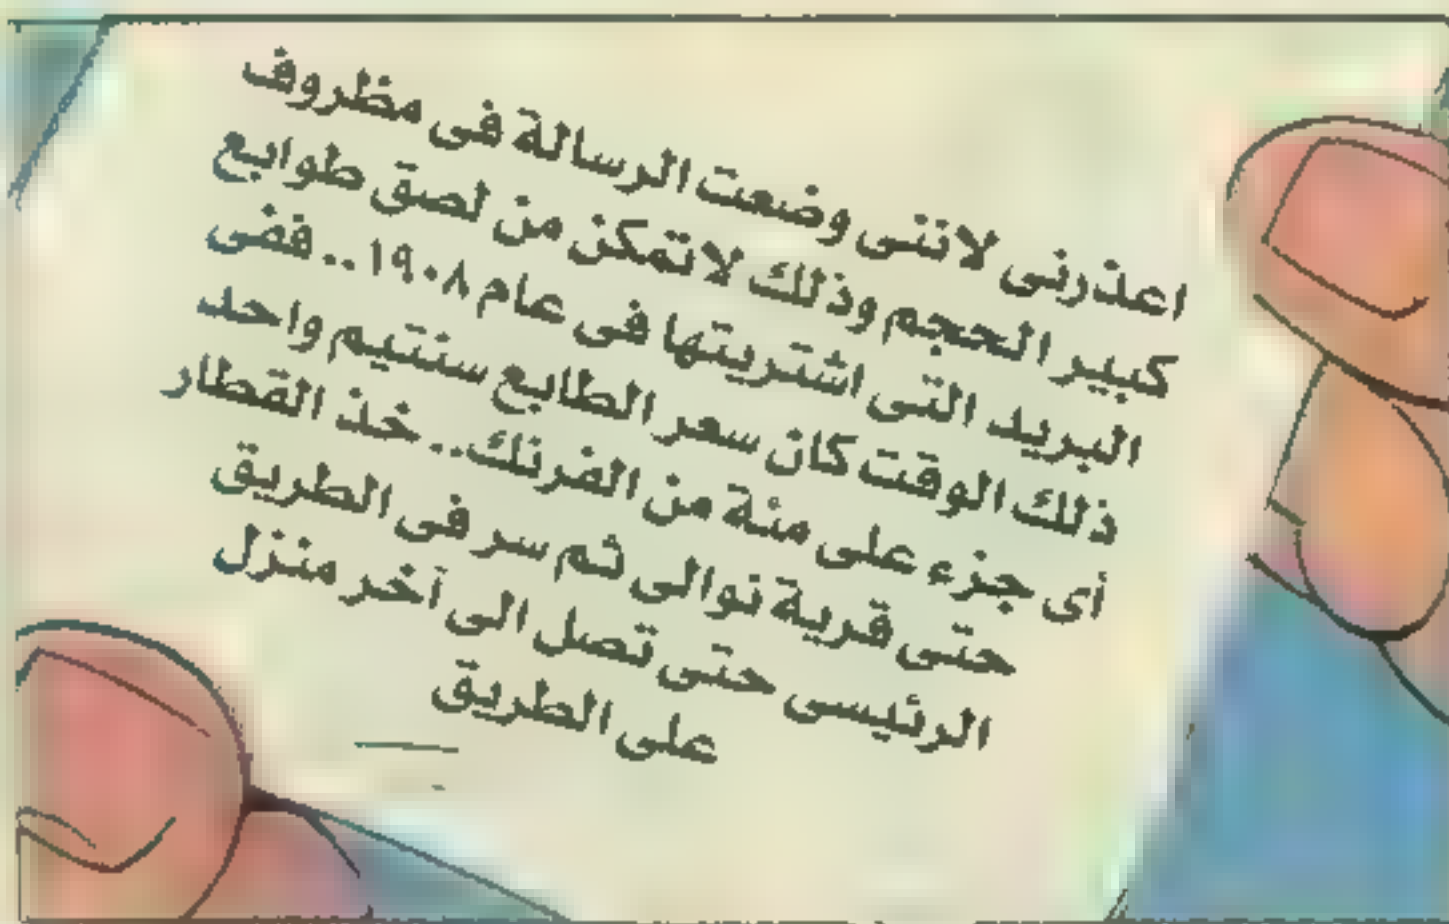 اعذرنى لاننى وضعت الرسالة فى مظروف
كبير الحجم وذلك لاتمكن من لصق طوابع
البريد التى اشتريتها فى عام ١٩٠٨.. ففى
ذلك الوقت كان سعر الطابع سنتيم واحد
أى جزء على مئة من الفرنك.. خذ القطار
حتى قرية نوالى ثم سر فى الطريق
الرئيسى حتى تصل الى آخر منزل
على الطريق